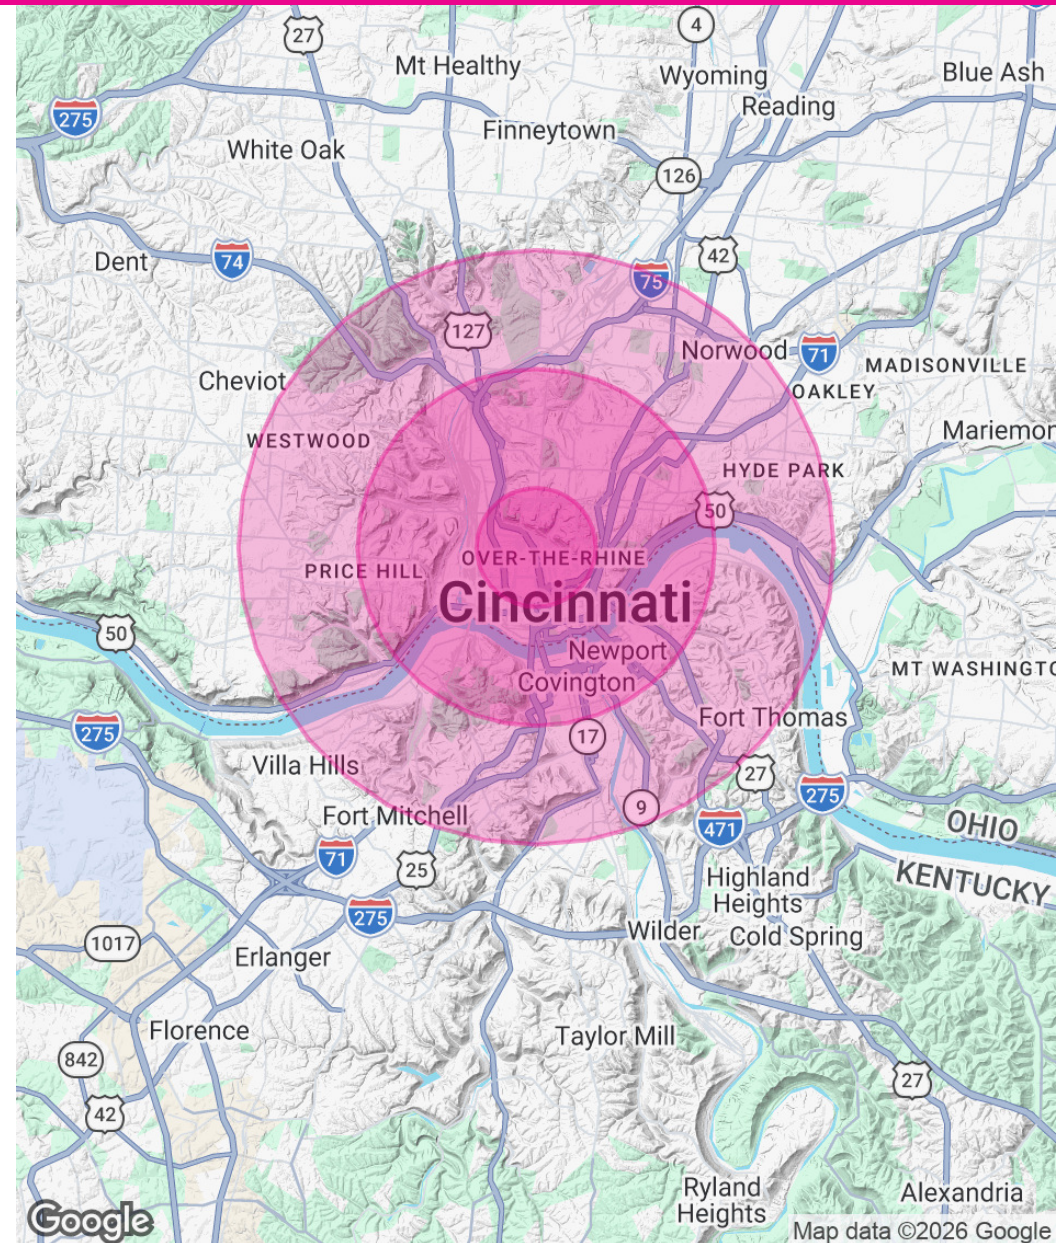 27
4
Mt Healthy
Wyoming
Blue Ash
Reading
275
Finneytown
White Oak
126
Dent
74
42
75
127
Norwood
71
MADISONVILLE
Cheviot
OAKLEY
WESTWOOD
Mariemon
HYDE PARK
50
OVER-THE-RHINE
PRICE HILL
Cincinnati
50
Newport
MT WASHINGTO
Covington
Fort Thomas
275
17
Villa Hills
27
275
9
Fort Mitchell
OHIO
471
71
25
KENTUCKY
Highland
Heights
275
Wilder
Cold Spring
1017
Erlanger
Florence
Taylor Mill
842
27
42
Ryland
Heights
Alexandria
Google
Map data ©2026 Google